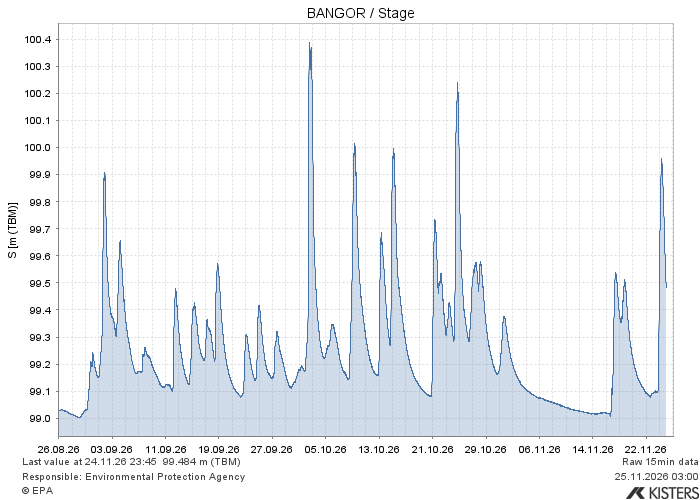 BANGOR / Stage
100.4
100.3
100.2
100.1
100.0
99.9
99.8
99.7
99.6
99.5
99.4
99.3
99.2
99.1
99.0
S [m (TBM)]
26.08.26 03.09.26 11.09.26 19.09.26 27.09.26 05.10.26 13.10.26 21.10.26 29.10.26 06.11.26 14.11.26 22.11.26
Last value at 24.11.26 23:45 99.484 m (TBM) Raw 15min data
Responsible: Environmental Protection Agency 25.11.2026 03:00
© EPA
KISTERS